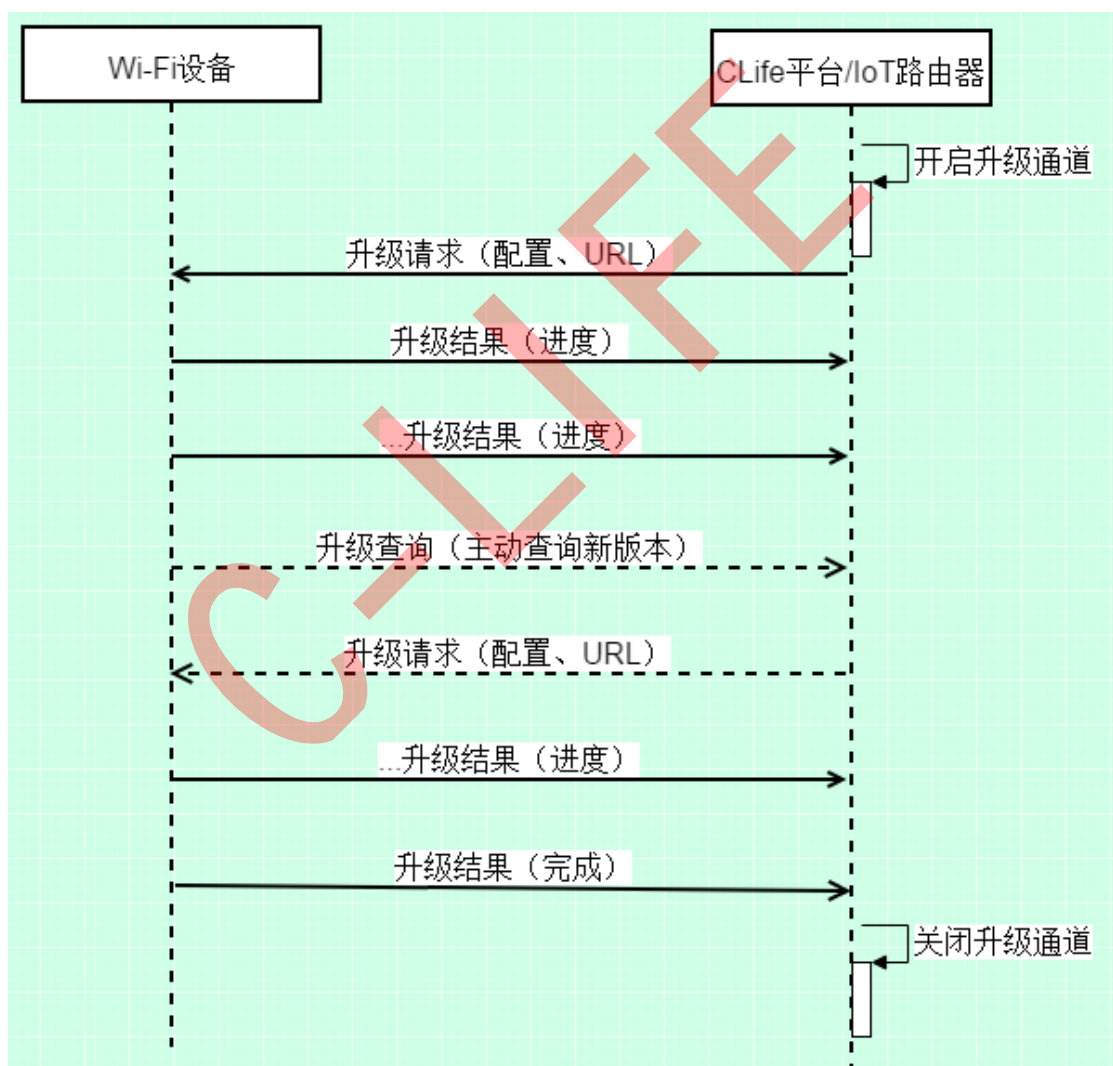 Wi-Fi设备
CLife平台/IoT路由器
开启升级通道
升级请求（配置、URL）
升级结果（进度）
...升级结果（进度）
升级查询（主动查询新版本）
升级请求（配置、URL）
...升级结果（进度）
升级结果（完成）
关闭升级通道
C-LIFE